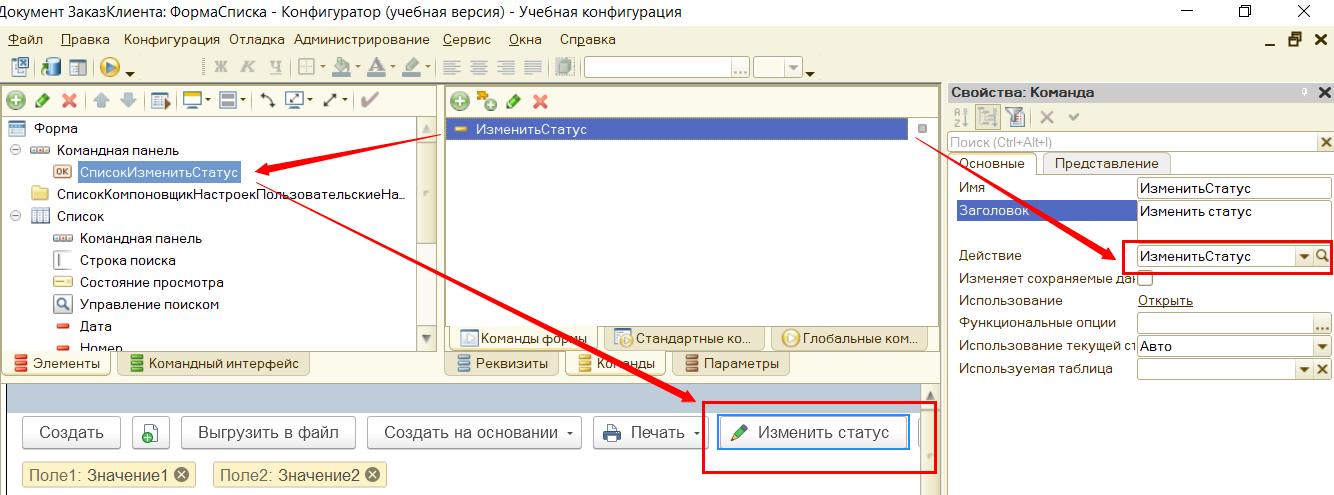 Документ ЗаказКлиента: ФормаСписка - Конфигуратор (учебная версия) - Учебная конфигурация
Файл Правка Конфигурация Отладка Администрирование Сервис Окна Справка
Ж К Ч
Форма
Командная панель
OK СписокИзменитьСтатус
СписокКомпоновщикНастроекПользовательскиеНа...
Список
Командная панель
Строка поиска
Состояние просмотра
Управление поиском
Дата
Номер
Элементы Командный интерфейс
ИзменитьСтатус
Команды формы Стандартные ко... Глобальные ком...
Реквизиты Команды Параметры
Свойства: Команда
Поиск (Ctrl+Alt+I)
Основные Представление
Имя ИзменитьСтатус
Заголовок Изменить статус
Действие ИзменитьСтатус
Изменяет сохраняемые дан
Использование Открыть
Функциональные опции
Использование текущей ст Авто
Используемая таблица
Создать Выгрузить в файл Создать на основании Печать Изменить статус
Поле1: Значение1 Поле2: Значение2